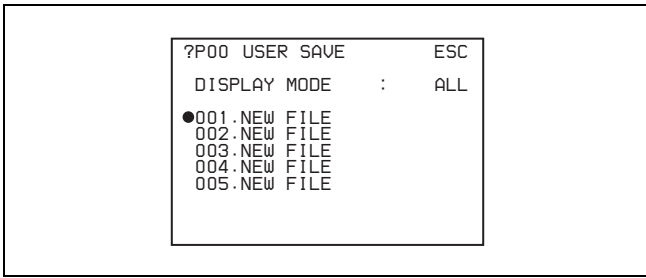 ?P00 USER SAVE ESC
DISPLAY MODE : ALL
●001.NEW FILE
002.NEW FILE
003.NEW FILE
004.NEW FILE
005.NEW FILE